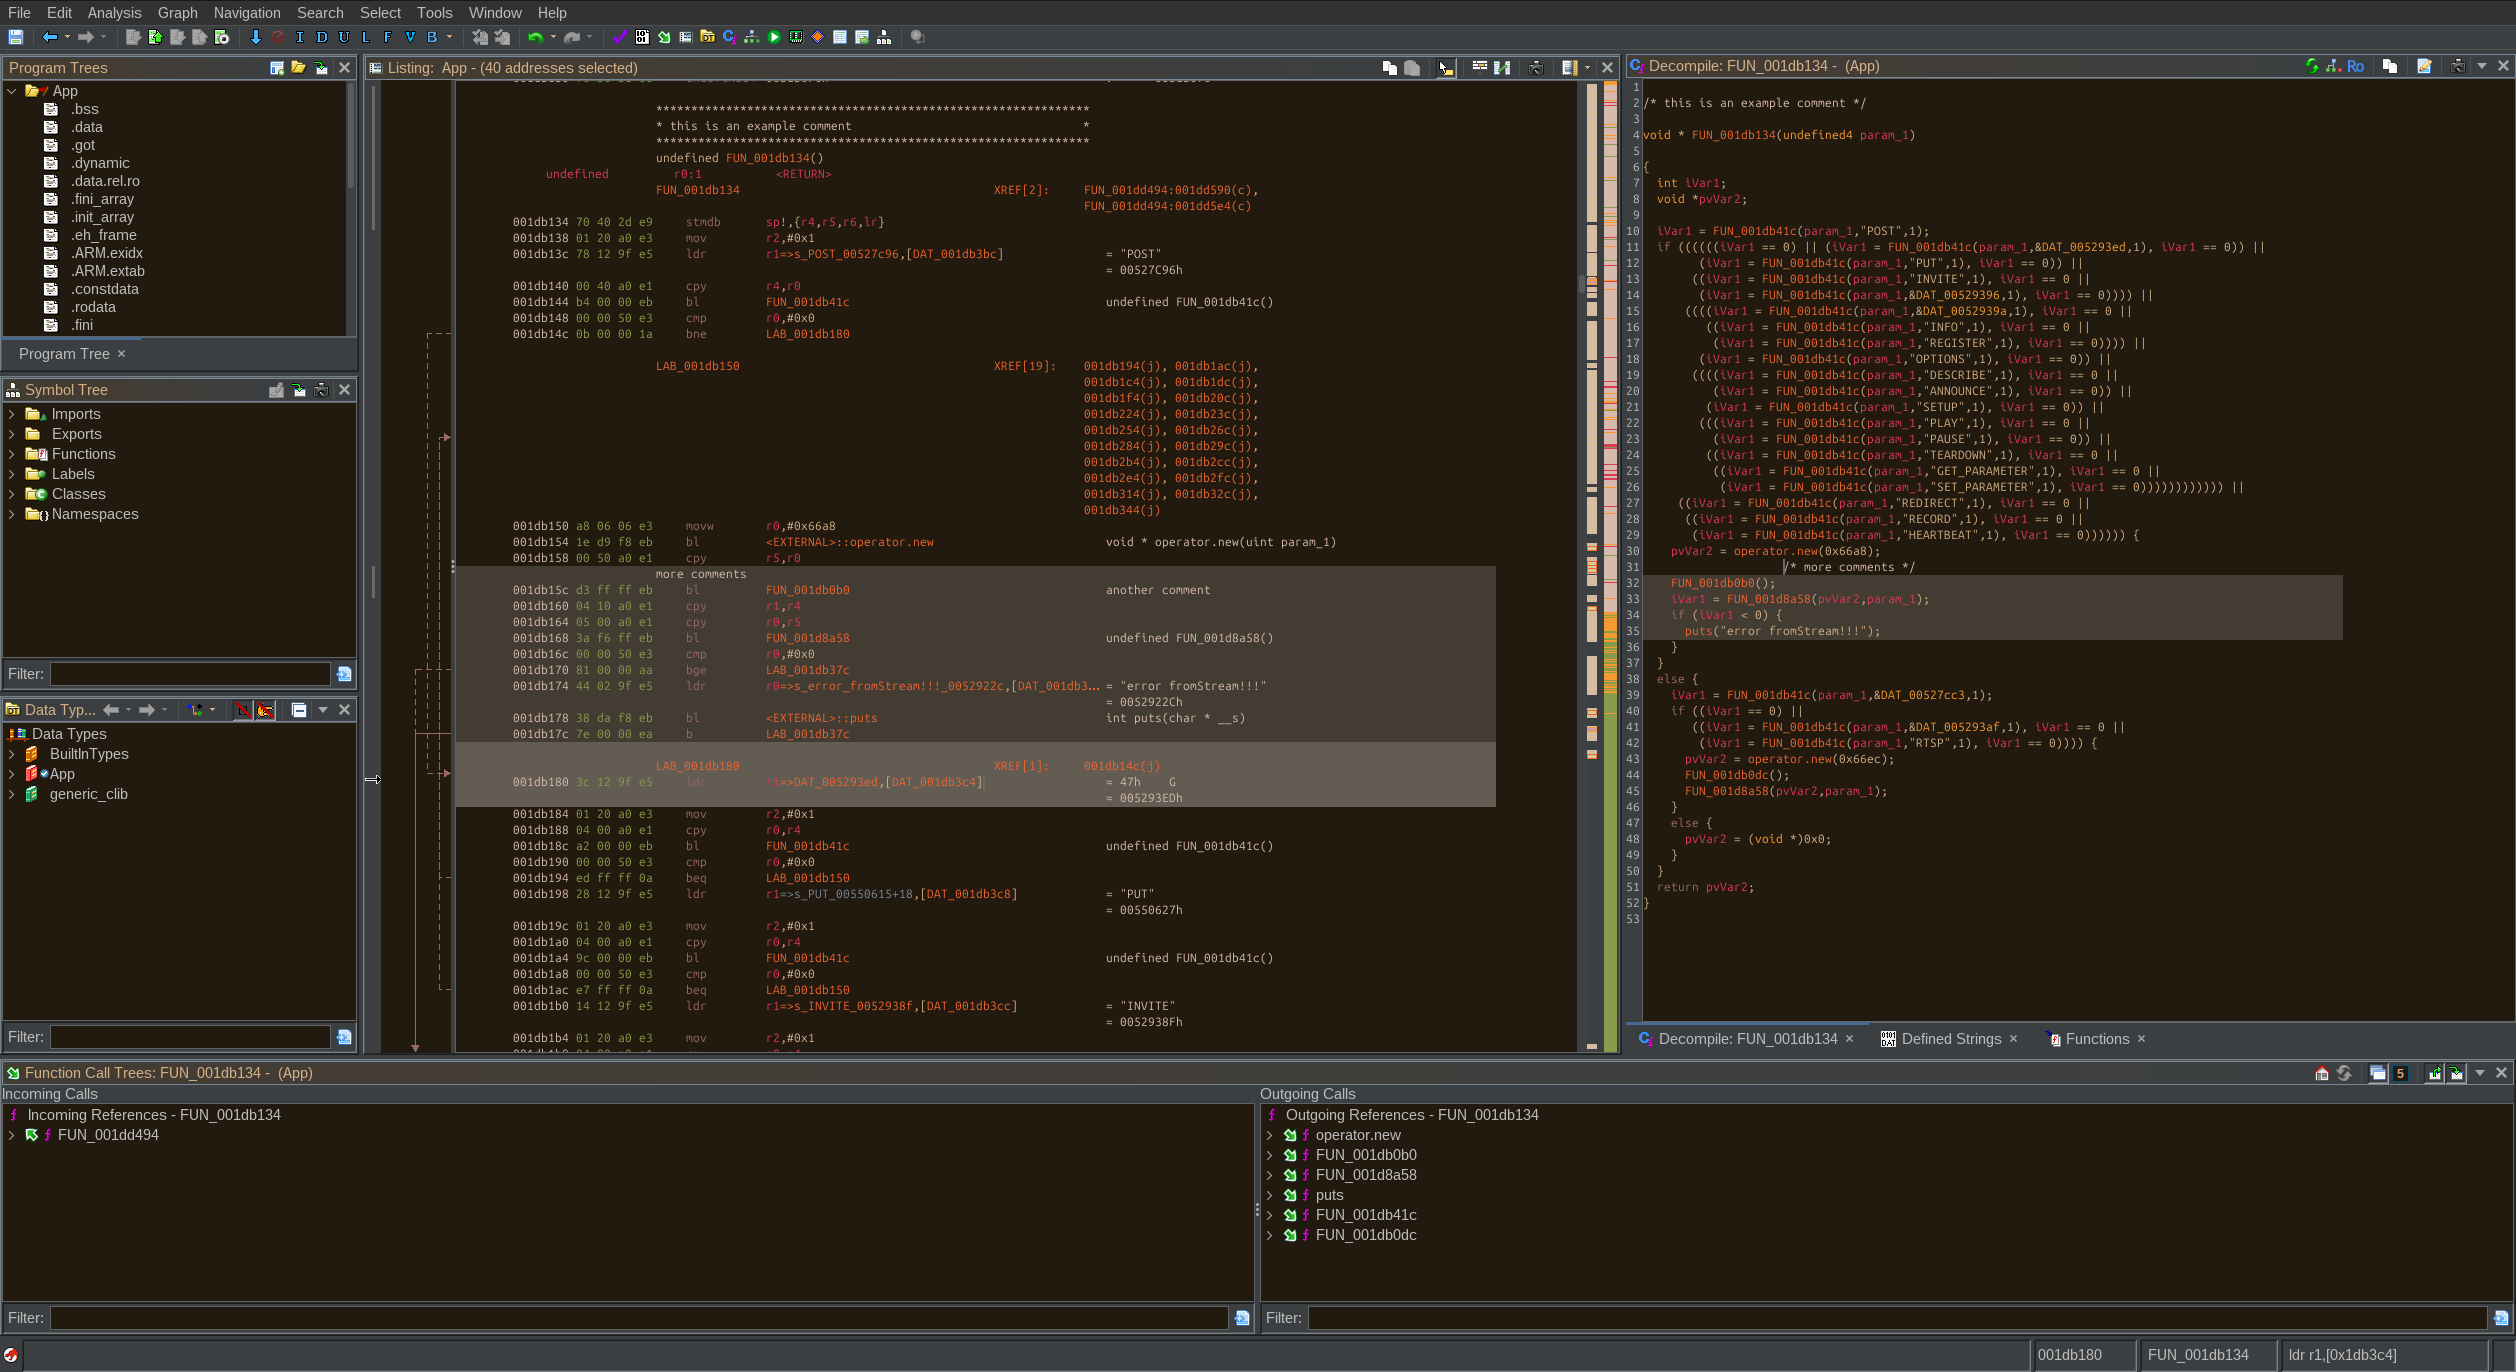 File Edit Analysis Graph Navigation Search Select Tools Window Help
I D U L F V B
Program Trees
App
.bss
.data
.got
.dynamic
.data.rel.ro
.fini_array
.init_array
.eh_frame
.ARM.exidx
.ARM.extab
.constdata
.rodata
.fini
Program Tree ×
Symbol Tree
Imports
Exports
Functions
Labels
Classes
Namespaces
Filter:
Data Typ...
Data Types
BuiltInTypes
App
generic_clib
Filter:
Listing: App - (40 addresses selected)
**************************************************************
* this is an example comment *
**************************************************************
undefined FUN_001db134()
undefined r0:1 <RETURN>
FUN_001db134 XREF[2]: FUN_001dd494:001dd590(c),
FUN_001dd494:001dd5e4(c)
001db134 70 40 2d e9 stmdb sp!,{r4,r5,r6,lr}
001db138 01 20 a0 e3 mov r2,#0x1
001db13c 78 12 9f e5 ldr r1=>s_POST_00527c96,[DAT_001db3bc] = "POST"
= 00527C96h
001db140 00 40 a0 e1 cpy r4,r0
001db144 b4 00 00 eb bl FUN_001db41c undefined FUN_001db41c()
001db148 00 00 50 e3 cmp r0,#0x0
001db14c 0b 00 00 1a bne LAB_001db180
LAB_001db150 XREF[19]: 001db194(j), 001db1ac(j),
001db1c4(j), 001db1dc(j),
001db1f4(j), 001db20c(j),
001db224(j), 001db23c(j),
001db254(j), 001db26c(j),
001db284(j), 001db29c(j),
001db2b4(j), 001db2cc(j),
001db2e4(j), 001db2fc(j),
001db314(j), 001db32c(j),
001db344(j)
001db150 a8 06 06 e3 movw r0,#0x66a8
001db154 1e d9 f8 eb bl <EXTERNAL>::operator.new void * operator.new(uint param_1)
001db158 00 50 a0 e1 cpy r5,r0
more comments
001db15c d3 ff ff eb bl FUN_001db0b0 another comment
001db160 04 10 a0 e1 cpy r1,r4
001db164 05 00 a0 e1 cpy r0,r5
001db168 3a f6 ff eb bl FUN_001d8a58 undefined FUN_001d8a58()
001db16c 00 00 50 e3 cmp r0,#0x0
001db170 81 00 00 aa bge LAB_001db37c
001db174 44 02 9f e5 ldr r0=>s_error_fromStream!!!_0052922c,[DAT_001db3... = "error fromStream!!!"
= 0052922Ch
001db178 38 da f8 eb bl <EXTERNAL>::puts int puts(char * __s)
001db17c 7e 00 00 ea b LAB_001db37c
LAB_001db180 XREF[1]: 001db14c(j)
001db180 3c 12 9f e5 ldr r1=>DAT_005293ed,[DAT_001db3c4] = 47h G
= 005293EDh
001db184 01 20 a0 e3 mov r2,#0x1
001db188 04 00 a0 e1 cpy r0,r4
001db18c a2 00 00 eb bl FUN_001db41c undefined FUN_001db41c()
001db190 00 00 50 e3 cmp r0,#0x0
001db194 ed ff ff 0a beq LAB_001db150
001db198 28 12 9f e5 ldr r1=>s_PUT_00550615+18,[DAT_001db3c8] = "PUT"
= 00550627h
001db19c 01 20 a0 e3 mov r2,#0x1
001db1a0 04 00 a0 e1 cpy r0,r4
001db1a4 9c 00 00 eb bl FUN_001db41c undefined FUN_001db41c()
001db1a8 00 00 50 e3 cmp r0,#0x0
001db1ac e7 ff ff 0a beq LAB_001db150
001db1b0 14 12 9f e5 ldr r1=>s_INVITE_0052938f,[DAT_001db3cc] = "INVITE"
= 0052938Fh
001db1b4 01 20 a0 e3 mov r2,#0x1
Decompile: FUN_001db134 - (App)
Ro
1
2 /* this is an example comment */
3
4 void * FUN_001db134(undefined4 param_1)
5
6 {
7 int iVar1;
8 void *pvVar2;
9
10 iVar1 = FUN_001db41c(param_1,"POST",1);
11 if ((((((iVar1 == 0) || (iVar1 = FUN_001db41c(param_1,&DAT_005293ed,1), iVar1 == 0)) ||
12 (iVar1 = FUN_001db41c(param_1,"PUT",1), iVar1 == 0)) ||
13 ((iVar1 = FUN_001db41c(param_1,"INVITE",1), iVar1 == 0 ||
14 (iVar1 = FUN_001db41c(param_1,&DAT_00529396,1), iVar1 == 0)))) ||
15 ((((iVar1 = FUN_001db41c(param_1,&DAT_0052939a,1), iVar1 == 0 ||
16 ((iVar1 = FUN_001db41c(param_1,"INFO",1), iVar1 == 0 ||
17 (iVar1 = FUN_001db41c(param_1,"REGISTER",1), iVar1 == 0)))) ||
18 (iVar1 = FUN_001db41c(param_1,"OPTIONS",1), iVar1 == 0)) ||
19 ((((iVar1 = FUN_001db41c(param_1,"DESCRIBE",1), iVar1 == 0 ||
20 (iVar1 = FUN_001db41c(param_1,"ANNOUNCE",1), iVar1 == 0)) ||
21 (iVar1 = FUN_001db41c(param_1,"SETUP",1), iVar1 == 0)) ||
22 (((iVar1 = FUN_001db41c(param_1,"PLAY",1), iVar1 == 0 ||
23 (iVar1 = FUN_001db41c(param_1,"PAUSE",1), iVar1 == 0)) ||
24 ((iVar1 = FUN_001db41c(param_1,"TEARDOWN",1), iVar1 == 0 ||
25 ((iVar1 = FUN_001db41c(param_1,"GET_PARAMETER",1), iVar1 == 0 ||
26 (iVar1 = FUN_001db41c(param_1,"SET_PARAMETER",1), iVar1 == 0)))))))))))) ||
27 ((iVar1 = FUN_001db41c(param_1,"REDIRECT",1), iVar1 == 0 ||
28 ((iVar1 = FUN_001db41c(param_1,"RECORD",1), iVar1 == 0 ||
29 (iVar1 = FUN_001db41c(param_1,"HEARTBEAT",1), iVar1 == 0)))))) {
30 pvVar2 = operator.new(0x66a8);
31 /* more comments */
32 FUN_001db0b0();
33 iVar1 = FUN_001d8a58(pvVar2,param_1);
34 if (iVar1 < 0) {
35 puts("error fromStream!!!");
36 }
37 }
38 else {
39 iVar1 = FUN_001db41c(param_1,&DAT_00527cc3,1);
40 if ((iVar1 == 0) ||
41 ((iVar1 = FUN_001db41c(param_1,&DAT_005293af,1), iVar1 == 0 ||
42 (iVar1 = FUN_001db41c(param_1,"RTSP",1), iVar1 == 0)))) {
43 pvVar2 = operator.new(0x66ec);
44 FUN_001db0dc();
45 FUN_001d8a58(pvVar2,param_1);
46 }
47 else {
48 pvVar2 = (void *)0x0;
49 }
50 }
51 return pvVar2;
52 }
53
Decompile: FUN_001db134 × Defined Strings × Functions ×
Function Call Trees: FUN_001db134 - (App)
5
Incoming Calls
Incoming References - FUN_001db134
FUN_001dd494
Filter:
Outgoing Calls
Outgoing References - FUN_001db134
operator.new
FUN_001db0b0
FUN_001d8a58
puts
FUN_001db41c
FUN_001db0dc
Filter:
001db180 FUN_001db134 ldr r1,[0x1db3c4]